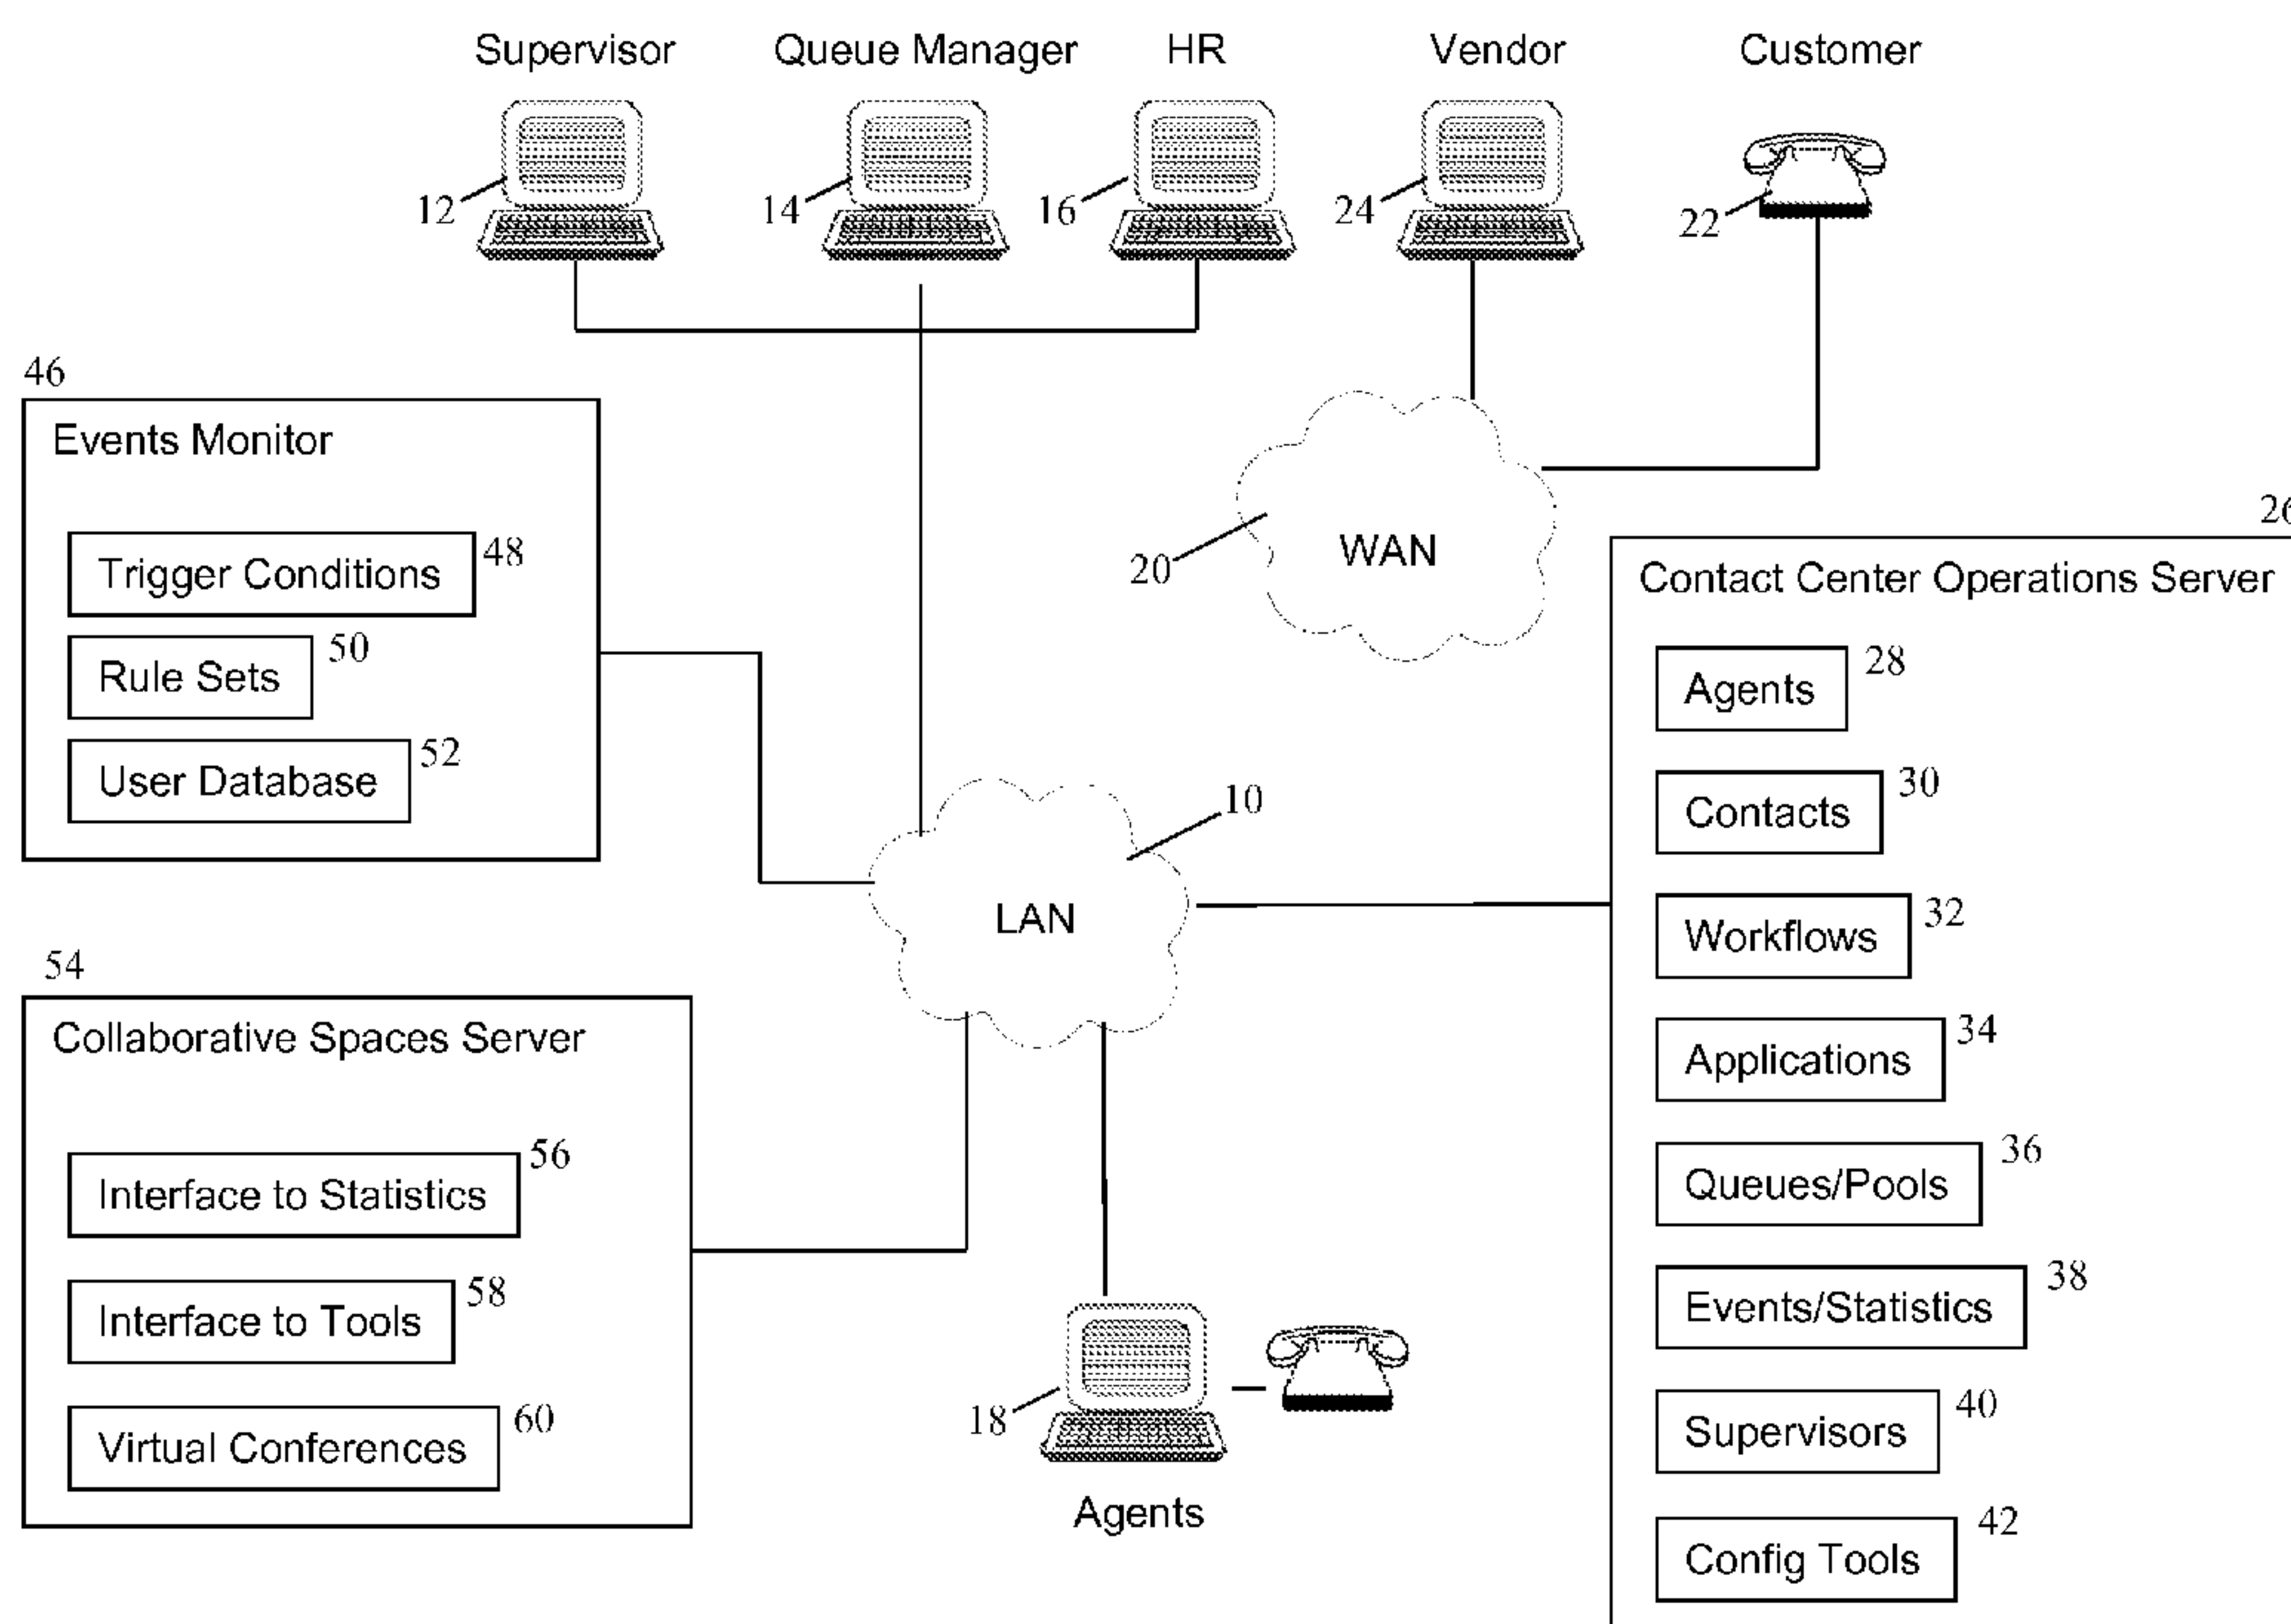 Supervisor
Queue Manager
HR
Vendor
Customer
12
14
16
24
22
46
Events Monitor
Trigger Conditions
48
Rule Sets
50
User Database
52
20
WAN
26
Contact Center Operations Server
Agents
28
Contacts
30
Workflows
32
Applications
34
Queues/Pools
36
Events/Statistics
38
Supervisors
40
Config Tools
42
10
LAN
54
Collaborative Spaces Server
Interface to Statistics
56
Interface to Tools
58
Virtual Conferences
60
18
Agents